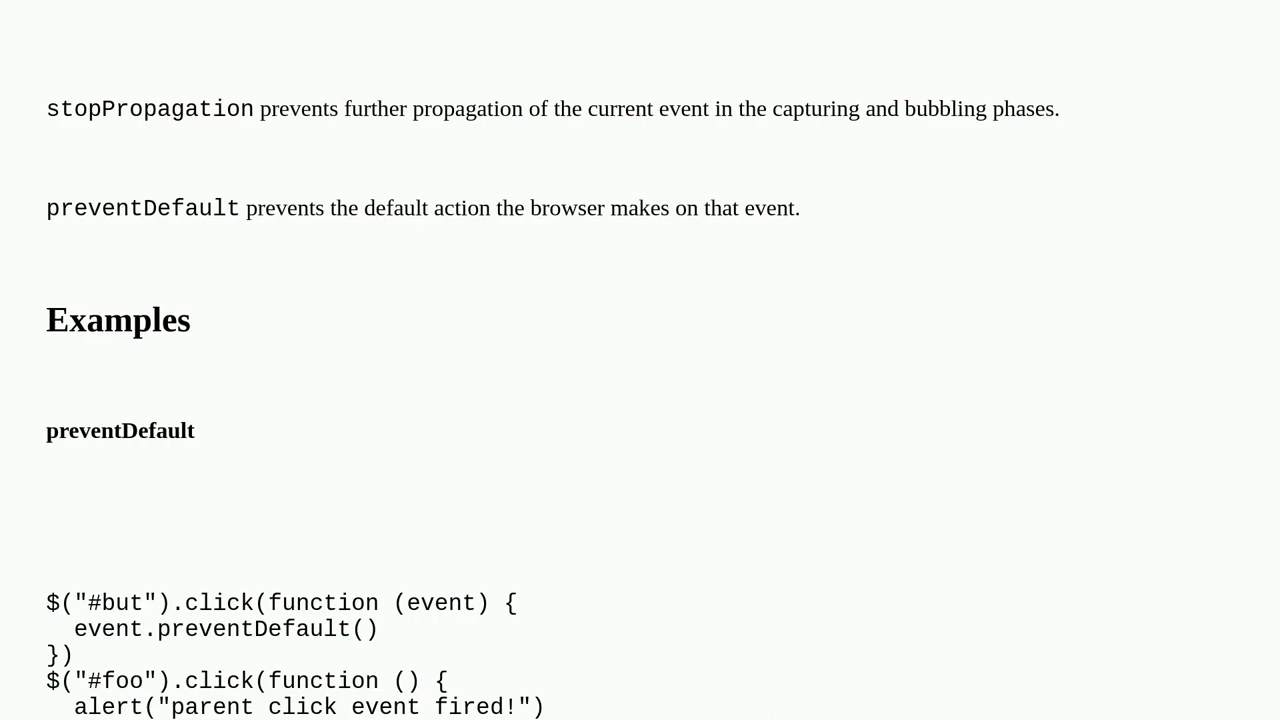 stopPropagation prevents further propagation of the current event in the capturing and bubbling phases.
preventDefault prevents the default action the browser makes on that event.
Examples
preventDefault
$("#but").click(function (event) {
  event.preventDefault()
})
$("#foo").click(function () {
  alert("parent click event fired!")